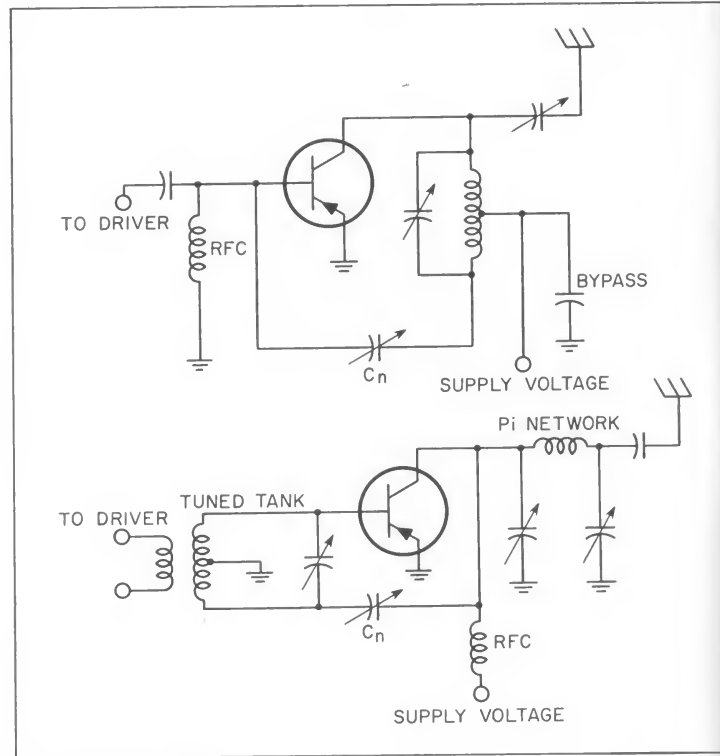 TO DRIVER
RFC
BYPASS
Cn
SUPPLY VOLTAGE
Pi NETWORK
TUNED TANK
TO DRIVER
Cn
RFC
SUPPLY VOLTAGE